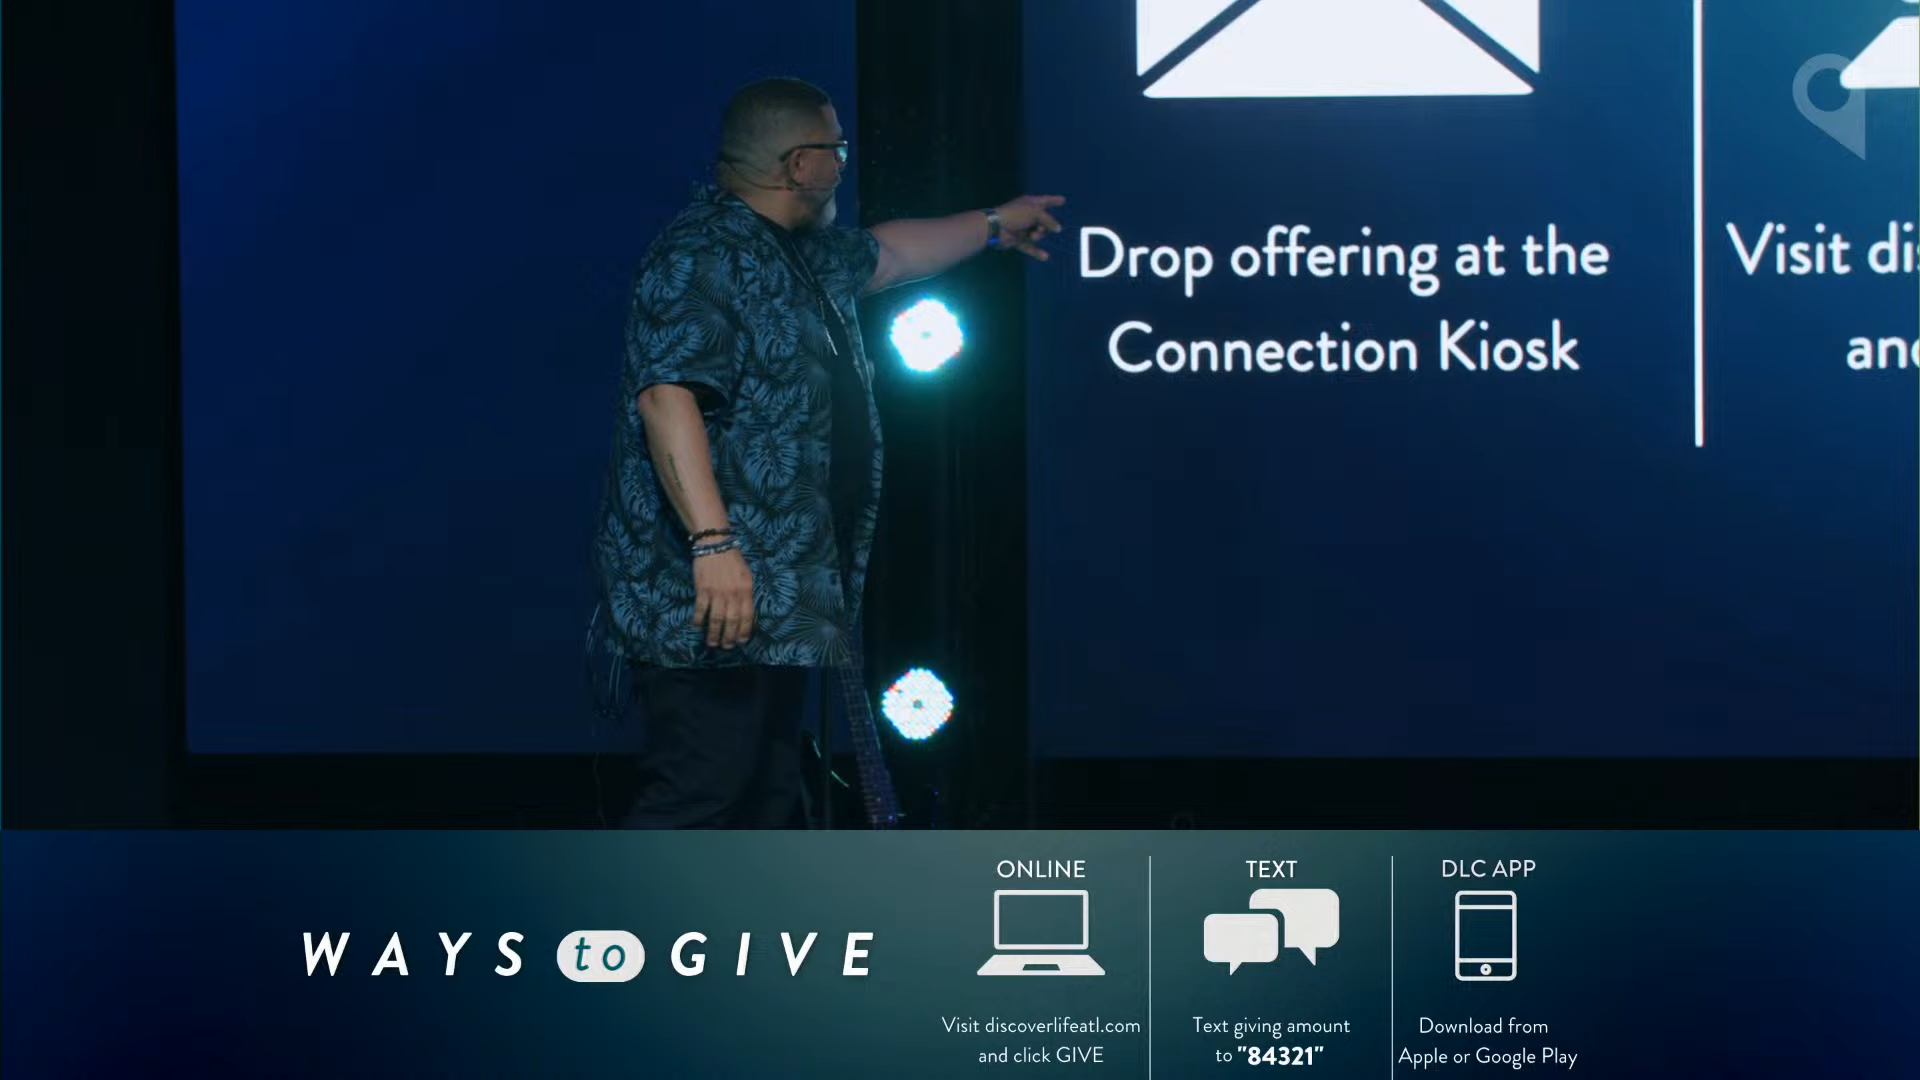 Drop offering at the
Connection Kiosk
Visit di
and
WAYS to GIVE
ONLINE
Visit discoverlifeatl.com
and click GIVE
TEXT
Text giving amount
to "84321"
DLC APP
Download from
Apple or Google Play